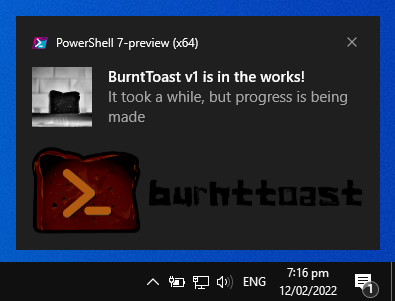 PowerShell 7-preview (x64)
BurntToast v1 is in the works!
It took a while, but progress is being
made
burnttoast
ENG
7:16 pm
12/02/2022
1